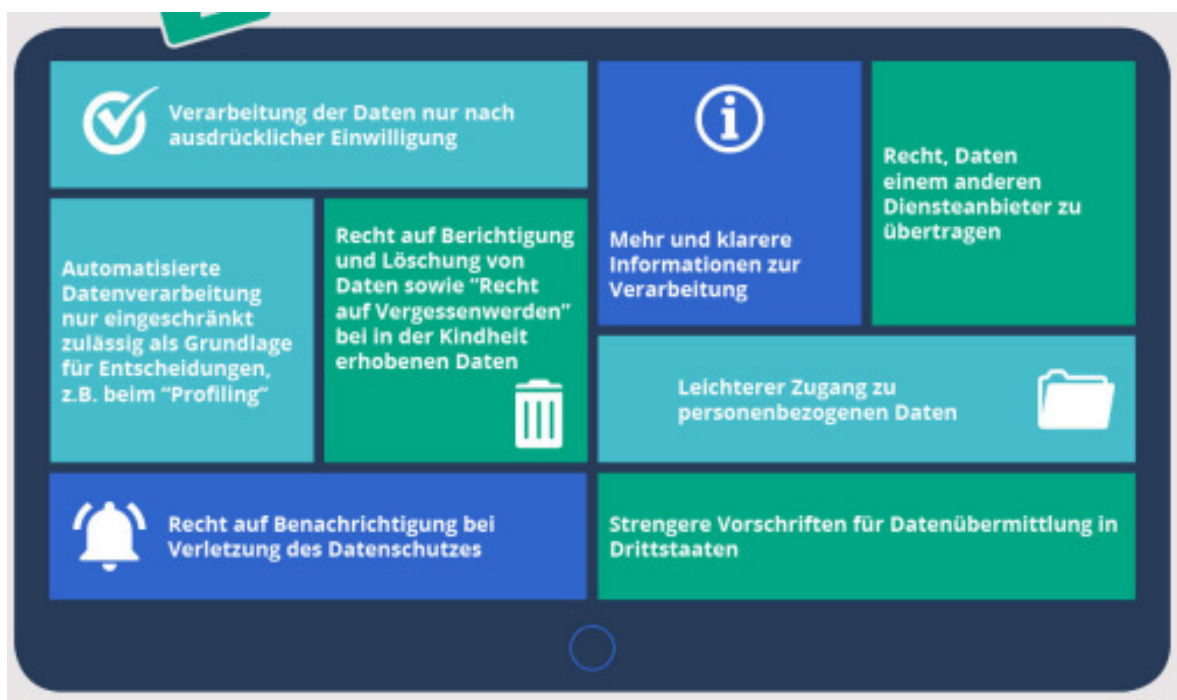 Verarbeitung der Daten nur nach
ausdrücklicher Einwilligung
Mehr und klarere
Informationen zur
Verarbeitung
Recht, Daten
einem anderen
Diensteanbieter zu
übertragen
Automatisierte
Datenverarbeitung
nur eingeschränkt
zulässig als Grundlage
für Entscheidungen,
z.B. beim “Profiling”
Recht auf Berichtigung
und Löschung von
Daten sowie “Recht
auf Vergessenwerden”
bei in der Kindheit
erhobenen Daten
Leichterer Zugang zu
personenbezogenen Daten
Recht auf Benachrichtigung bei
Verletzung des Datenschutzes
Strengere Vorschriften für Datenübermittlung in
Drittstaaten